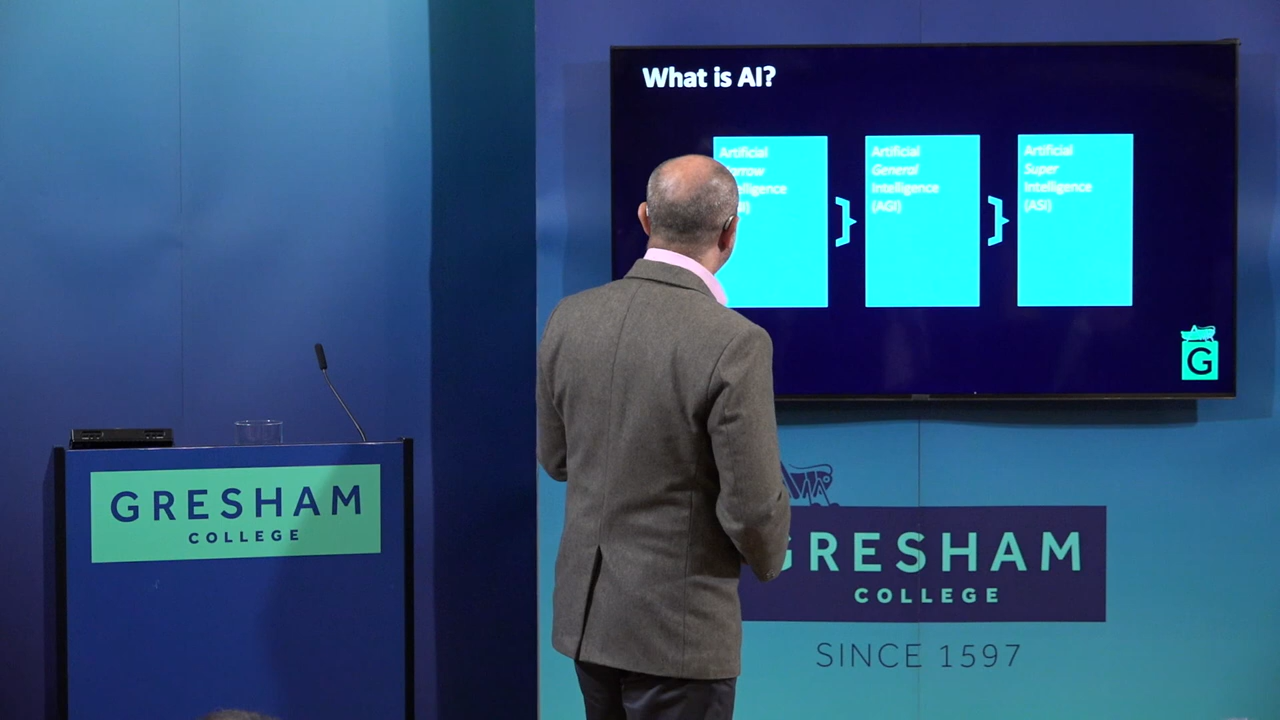 What is AI?
Artificial
Intelligence
Artificial
General
Intelligence
(AGI)
Artificial
Super
Intelligence
(ASI)
G
GRESHAM
COLLEGE
GRESHAM
COLLEGE
SINCE 1597